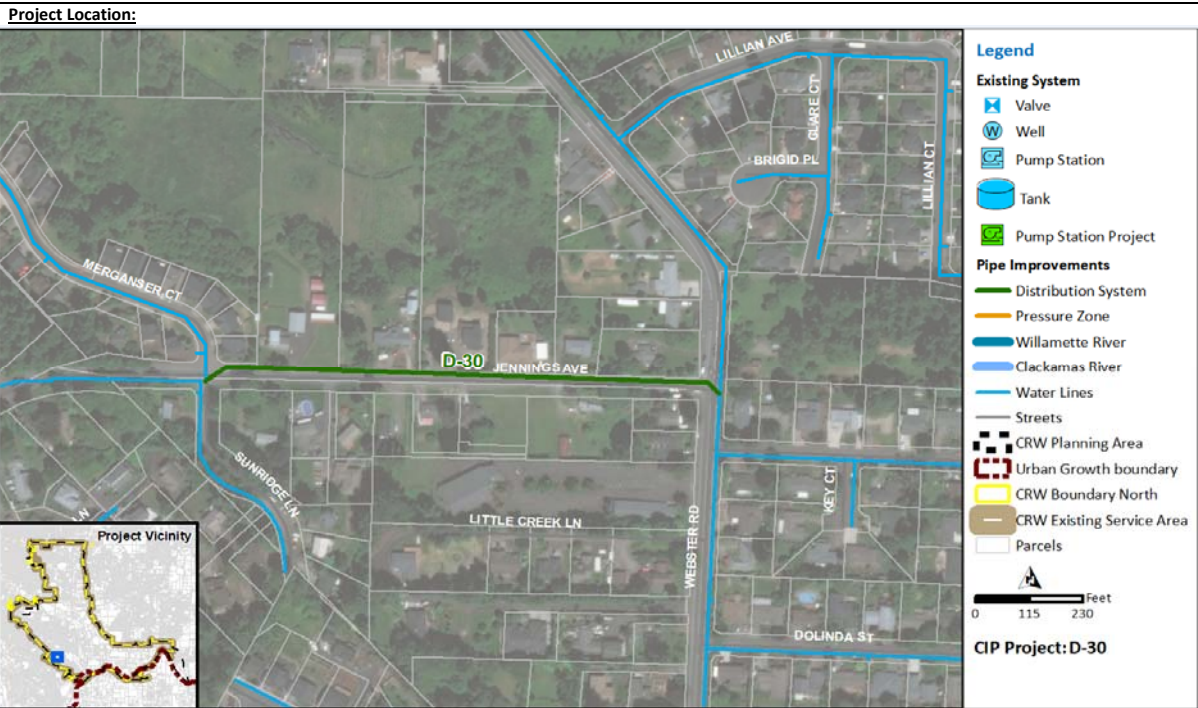 Project Location:
LILLIAN AVE
CLARE CT
BRIGID PL
LILLIAN CT
MERGANSER CT
D-30
JENNINGS AVE
SUNRIDGE LN
LN
LITTLE CREEK LN
WEBSTER RD
KEY CT
DOLINDA ST
Project Vicinity
Legend
Existing System
Valve
W Well
Pump Station
Tank
Pump Station Project
Pipe Improvements
Distribution System
Pressure Zone
Willamette River
Clackamas River
Water Lines
Streets
CRW Planning Area
Urban Growth boundary
CRW Boundary North
CRW Existing Service Area
Parcels
Feet
0 115 230
CIP Project: D-30